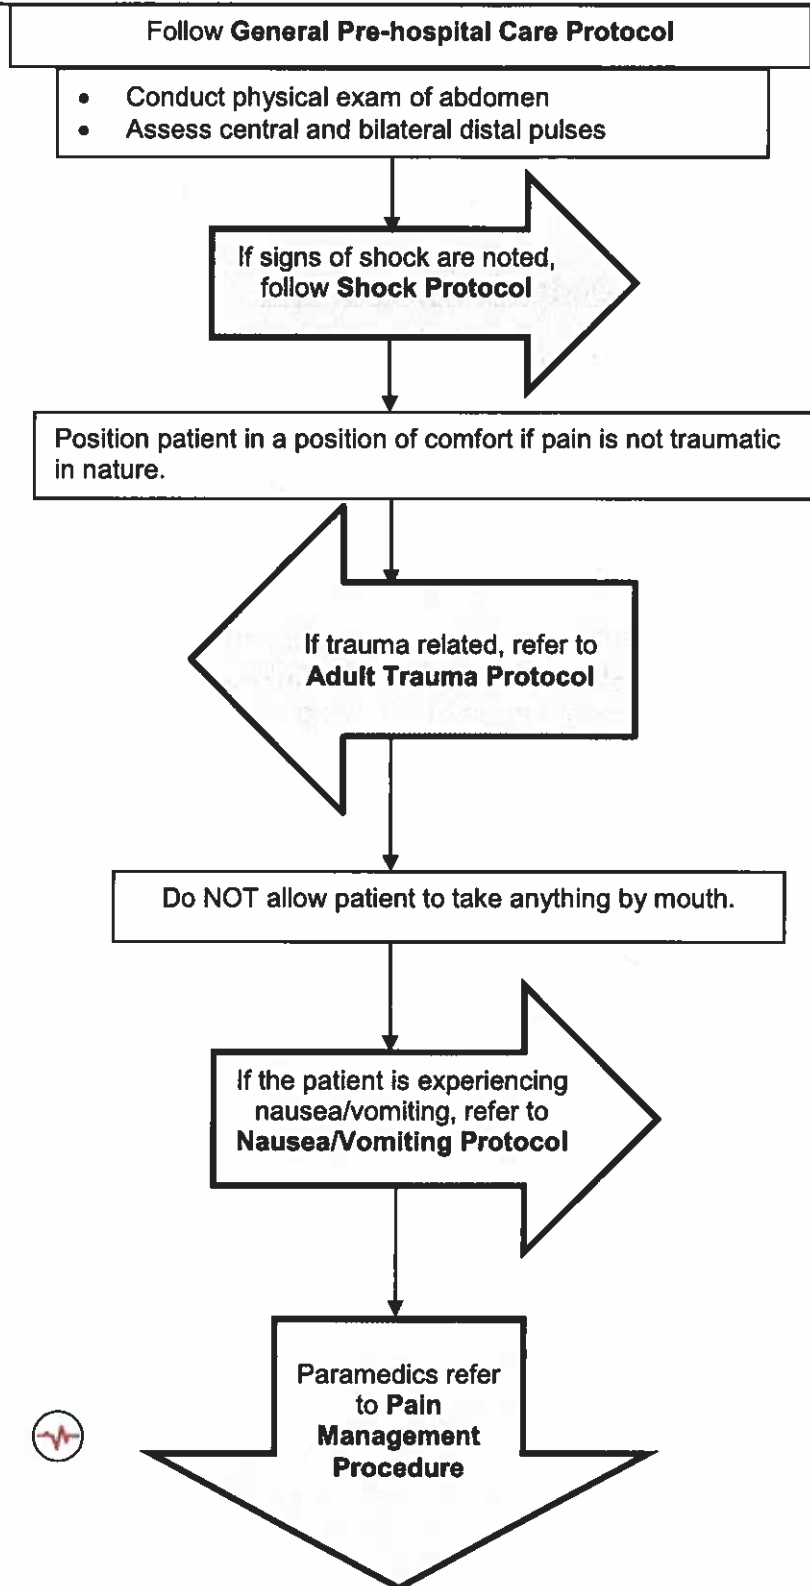 Follow General Pre-hospital Care Protocol
• Conduct physical exam of abdomen
• Assess central and bilateral distal pulses
If signs of shock are noted,
follow Shock Protocol
Position patient in a position of comfort if pain is not traumatic
in nature.
If trauma related, refer to
Adult Trauma Protocol
Do NOT allow patient to take anything by mouth.
If the patient is experiencing
nausea/vomiting, refer to
Nausea/Vomiting Protocol
Paramedics refer
to Pain
Management
Procedure